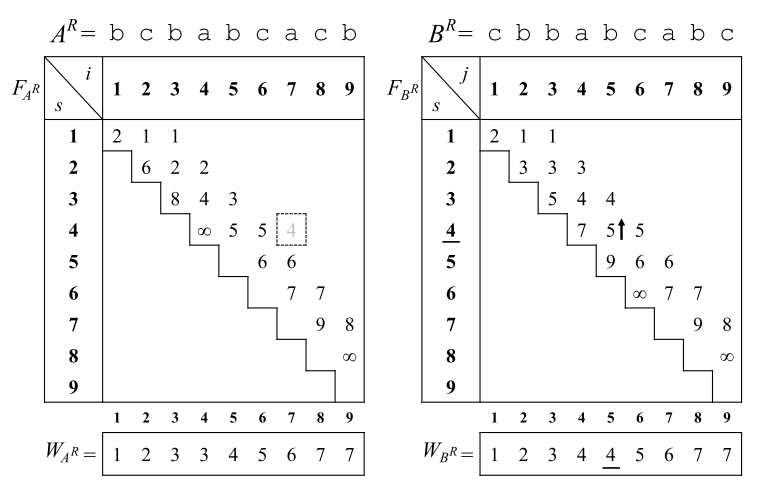 A^R = b c b a b c a c b    B^R = c b b a b c a b c
F_{A^R} s i 1 2 3 4 5 6 7 8 9    F_{B^R} s j 1 2 3 4 5 6 7 8 9
1 2 1 1    1 2 1 1
2 6 2 2    2 3 3 3
3 8 4 3    3 5 4 4
4 ∞ 5 5 4    4 7 5 ↑ 5
5 6 6    5 9 6 6
6 7 7    6 ∞ 7 7
7 9 8    7 9 8
8 ∞    8 ∞
9    9
1 2 3 4 5 6 7 8 9    1 2 3 4 5 6 7 8 9
W_{A^R} = 1 2 3 3 4 5 6 7 7    W_{B^R} = 1 2 3 4 4 5 6 7 7